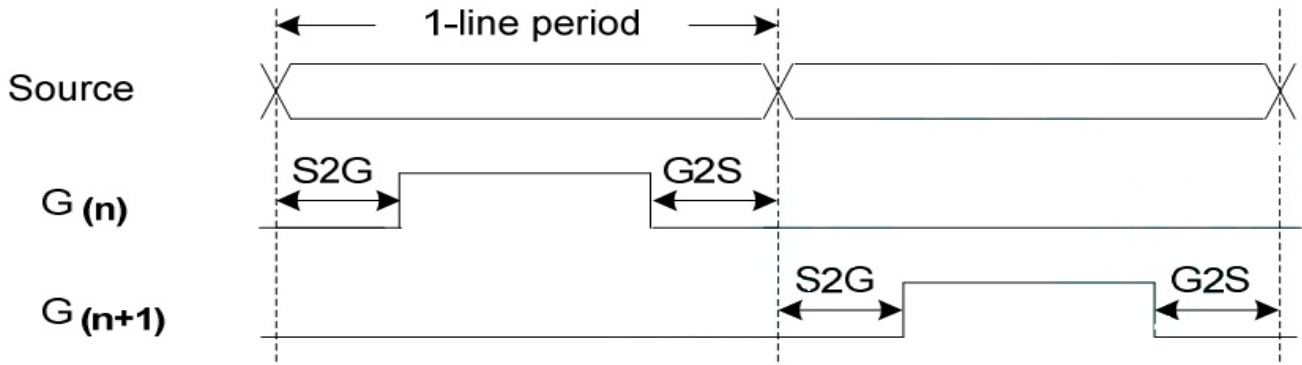 1-line period
Source
S2G G2S
G (n)
S2G G2S
G (n+1)